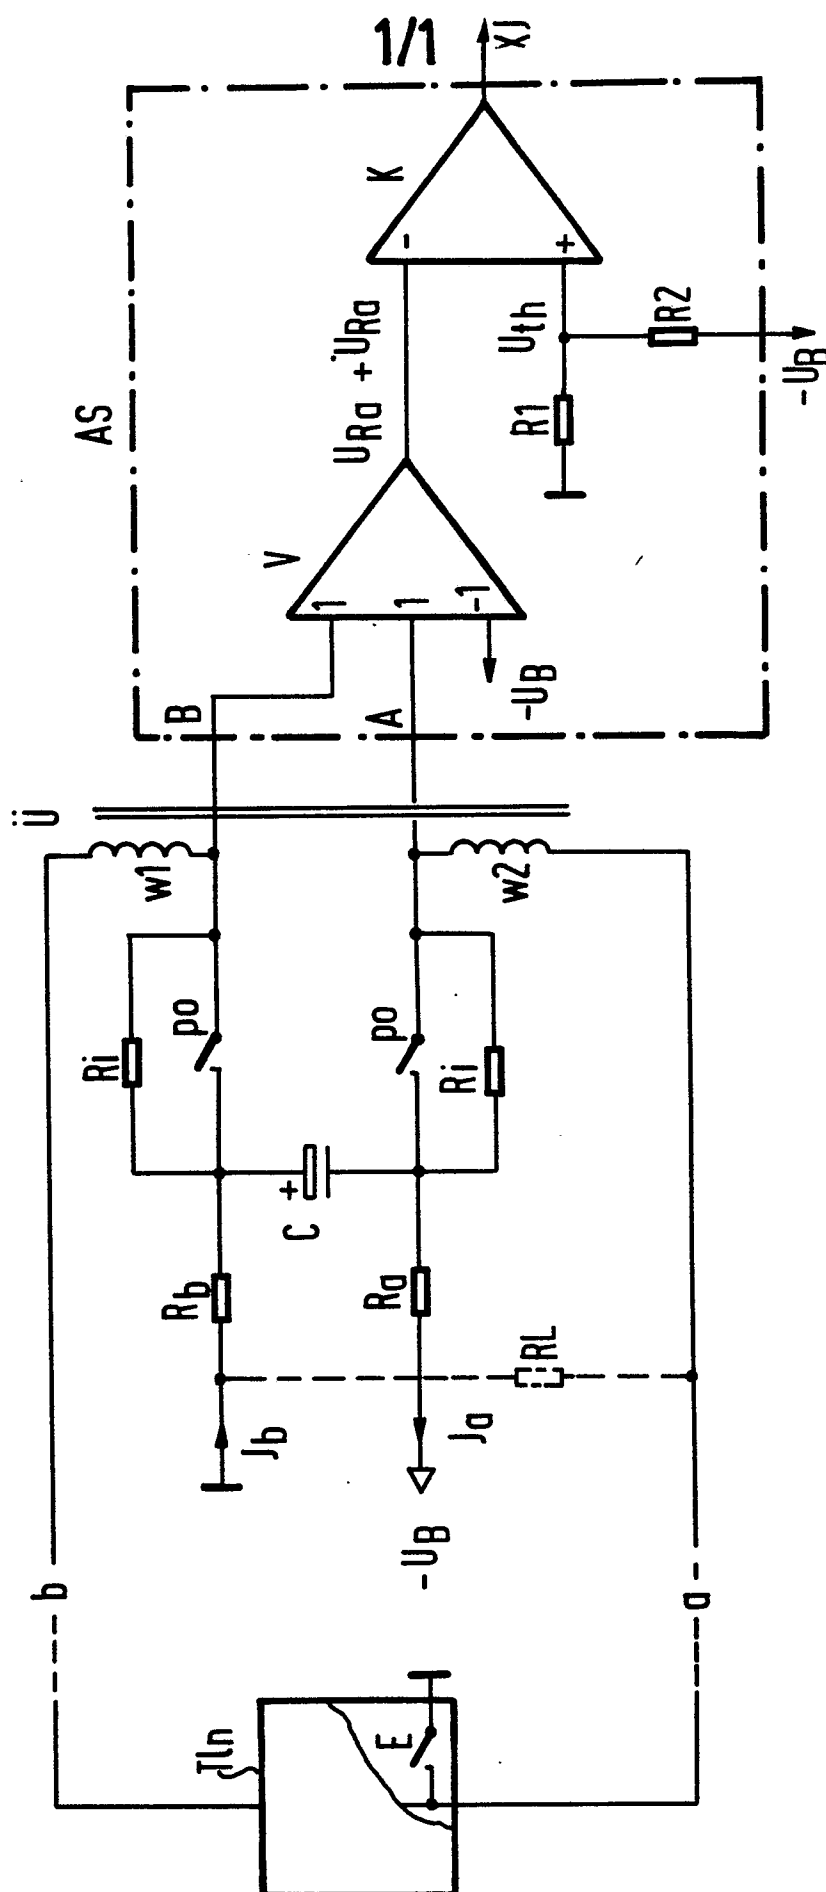 1/1
AS
XJ
K
-
+
U_Ra + U_Ra
U_th
R1
R2
-U_B
V
1
1
-1
-U_B
B
A
Ü
w1
w2
Ri
po
po
Ri
C
+
R_b
R_a
RL
J_b
J_a
-U_B
b
a
Tln
E